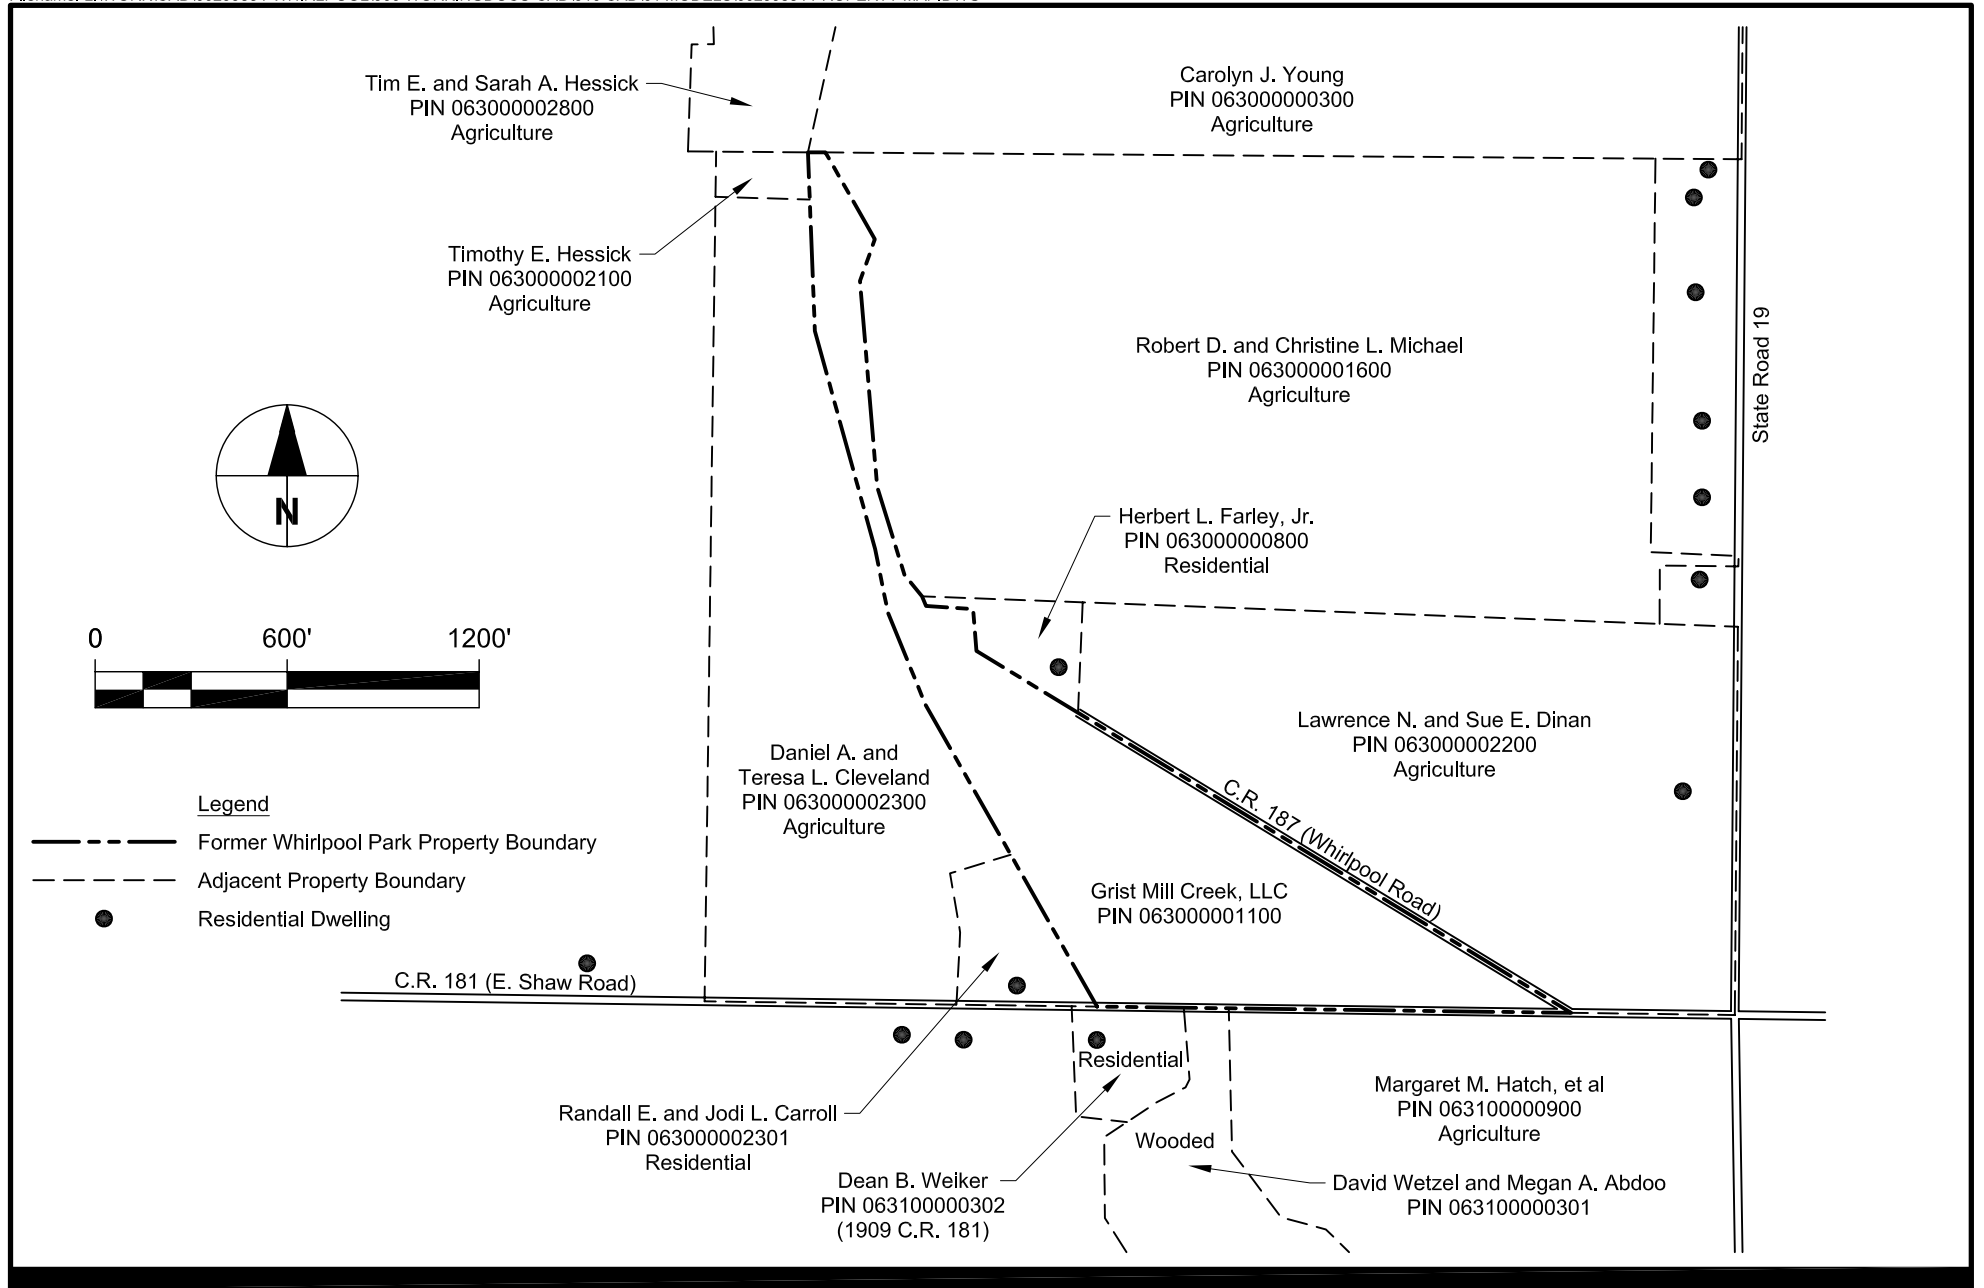 Tim E. and Sarah A. Hessick
PIN 063000002800
Agriculture
Carolyn J. Young
PIN 063000000300
Agriculture
Timothy E. Hessick
PIN 063000002100
Agriculture
Robert D. and Christine L. Michael
PIN 063000001600
Agriculture
State Road 19
N
Herbert L. Farley, Jr.
PIN 063000000800
Residential
0 600' 1200'
Lawrence N. and Sue E. Dinan
PIN 063000002200
Agriculture
Daniel A. and
Teresa L. Cleveland
PIN 063000002300
Agriculture
C.R. 187 (Whirlpool Road)
Legend
Former Whirlpool Park Property Boundary
Adjacent Property Boundary
Residential Dwelling
Grist Mill Creek, LLC
PIN 063000001100
C.R. 181 (E. Shaw Road)
Residential
Randall E. and Jodi L. Carroll
PIN 063000002301
Residential
Margaret M. Hatch, et al
PIN 063100000900
Agriculture
Wooded
Dean B. Weiker
PIN 063100000302
(1909 C.R. 181)
David Wetzel and Megan A. Abdoo
PIN 063100000301